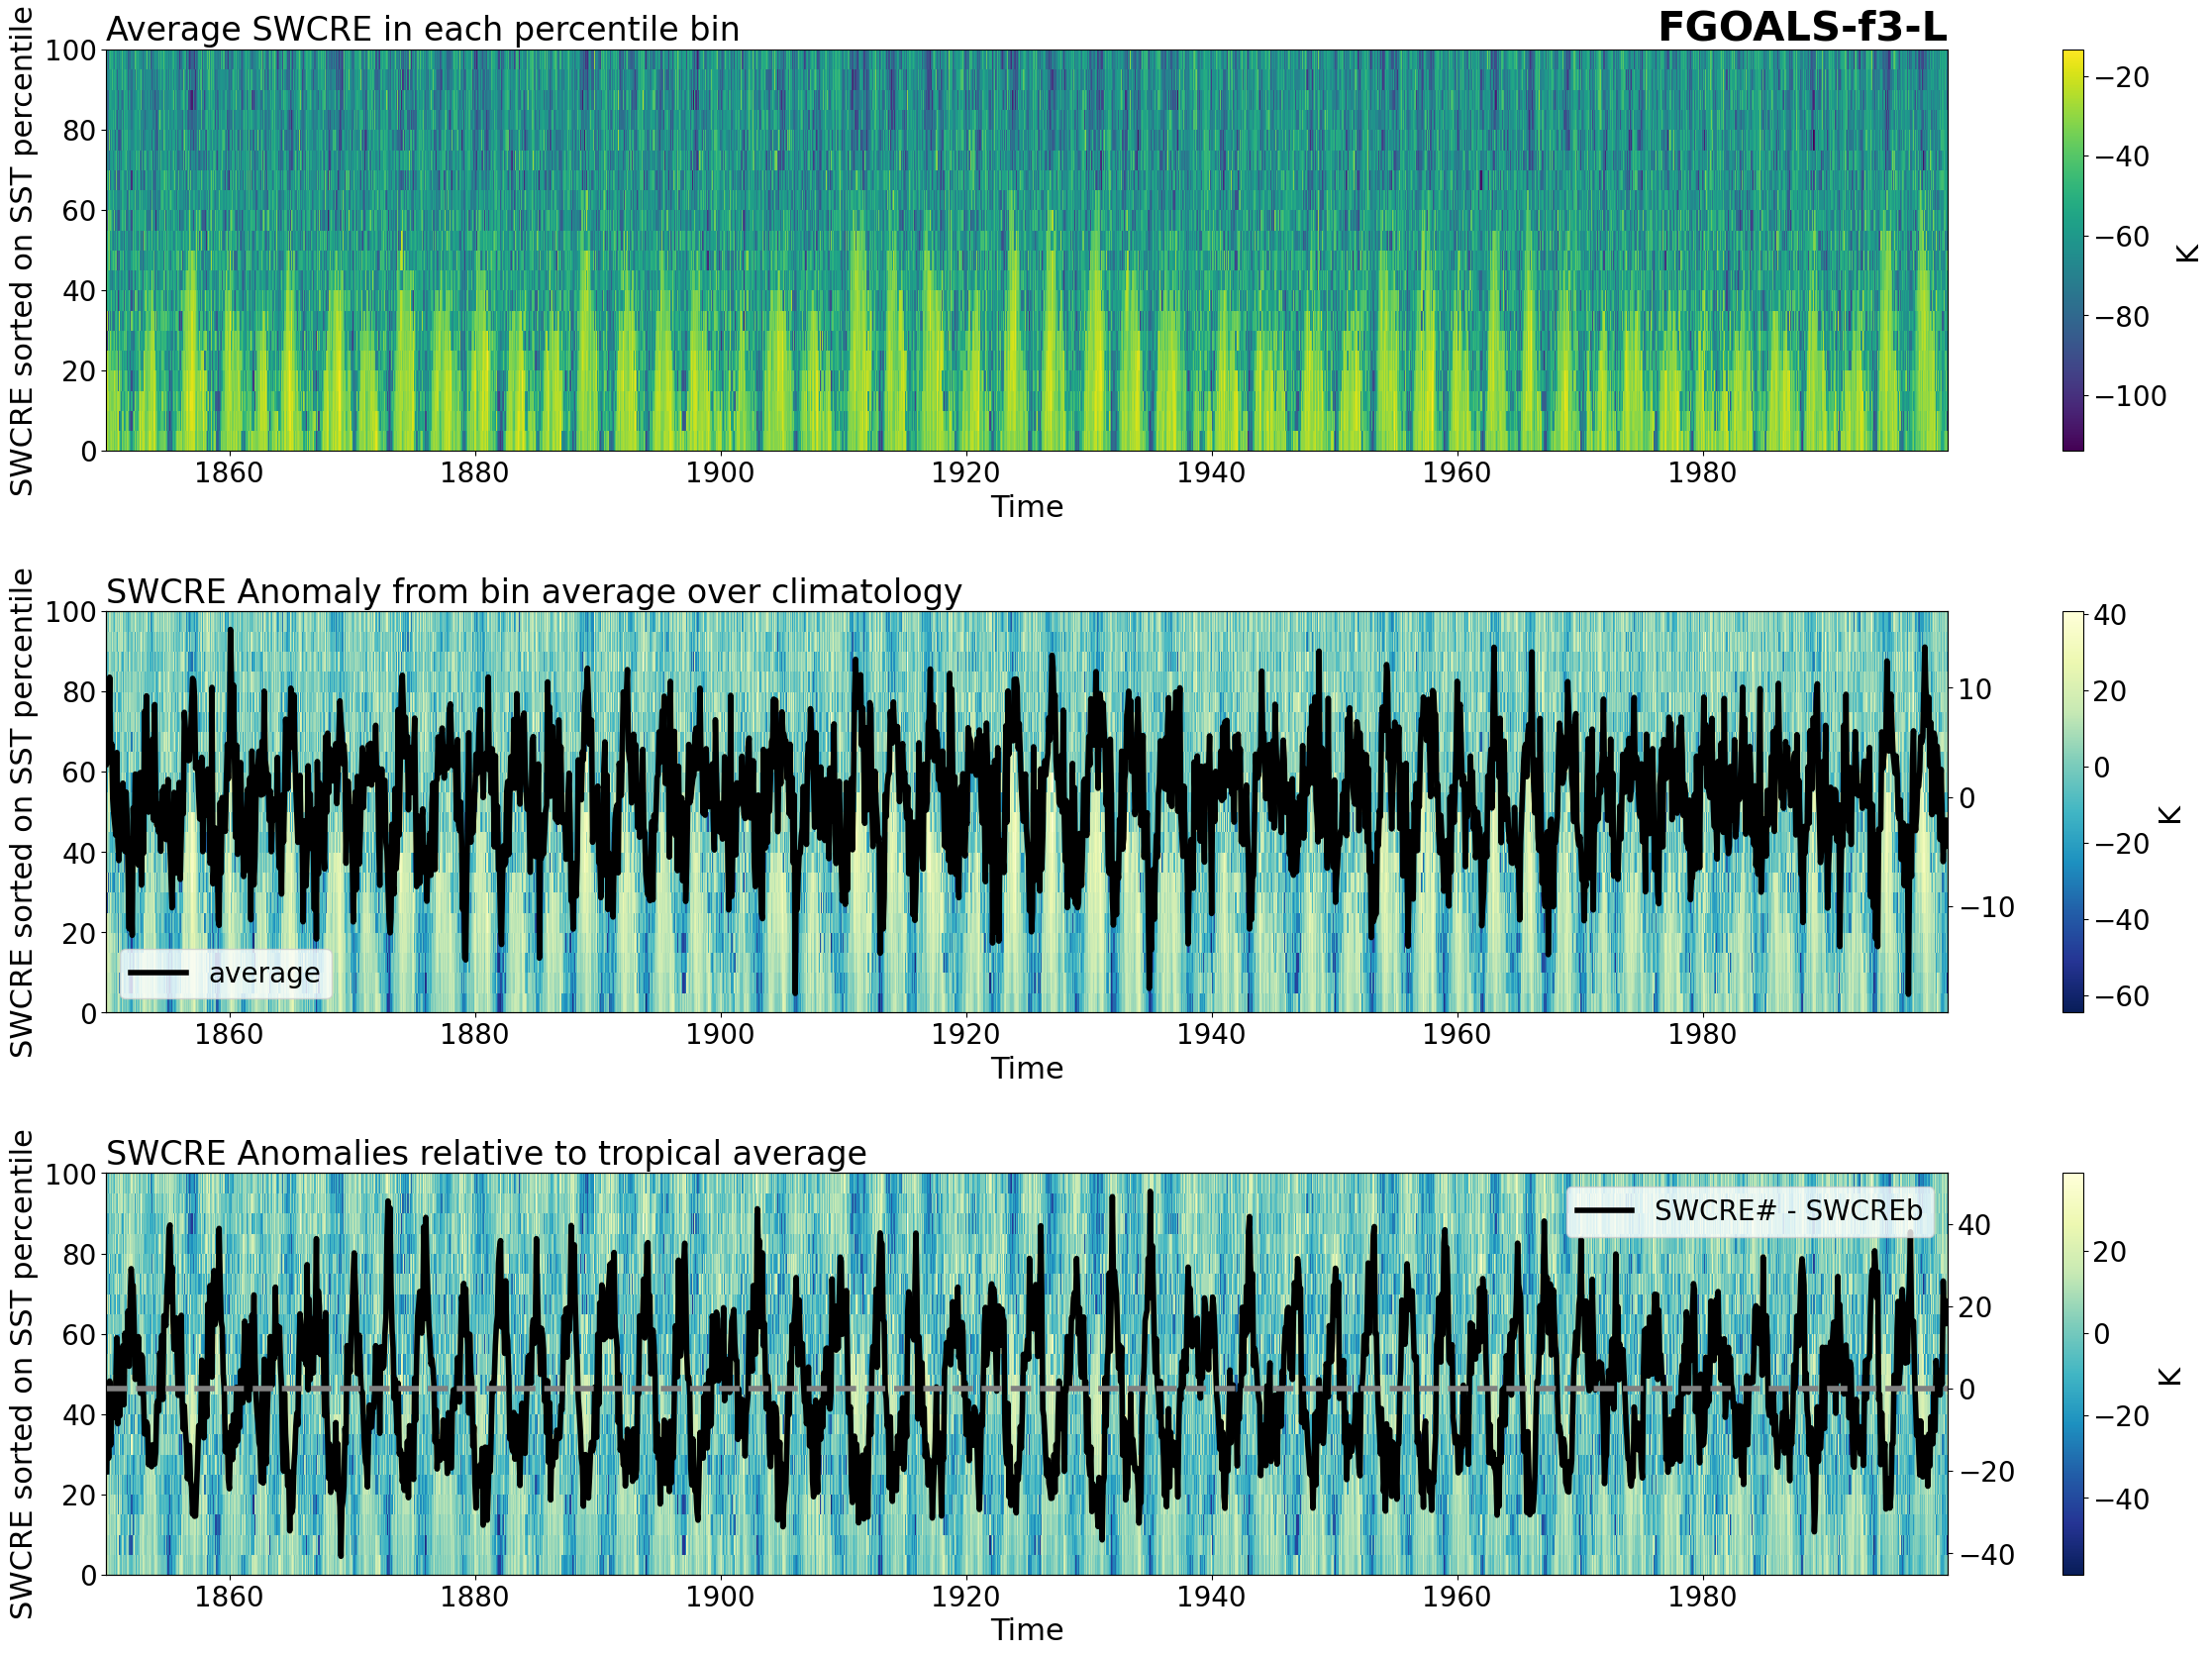 Average SWCRE in each percentile bin
FGOALS-f3-L
SWCRE sorted on SST percentile
100
80
60
40
20
0
1860 1880 1900 1920 1940 1960 1980
Time
−20
−40
−60
−80
−100
K
SWCRE Anomaly from bin average over climatology
SWCRE sorted on SST percentile
100
80
60
40
20
0
average
1860 1880 1900 1920 1940 1960 1980
Time
10
0
−10
40
20
0
−20
−40
−60
K
SWCRE Anomalies relative to tropical average
SWCRE sorted on SST percentile
100
80
60
40
20
0
SWCRE# - SWCREb
1860 1880 1900 1920 1940 1960 1980
Time
40
20
0
−20
−40
20
0
−20
−40
K